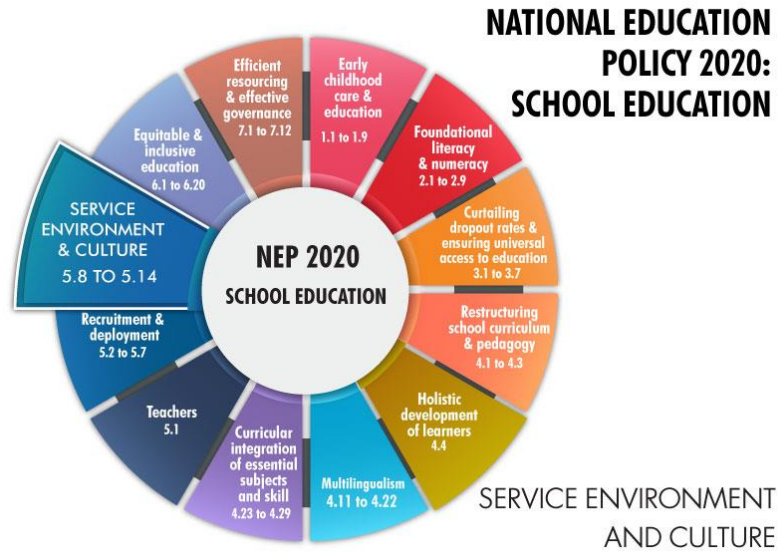 NATIONAL EDUCATION
POLICY 2020:
SCHOOL EDUCATION
Efficient
resourcing
& effective
governance
7.1 to 7.12
Early
childhood
care &
education
1.1 to 1.9
Foundational
literacy
& numeracy
2.1 to 2.9
Curtailing
dropout rates &
ensuring universal
access to education
3.1 to 3.7
Restructuring
school curriculum
& pedagogy
4.1 to 4.3
Holistic
development
of learners
4.4
Multilingualism
4.11 to 4.22
Curricular
integration
of essential
subjects
and skill
4.23 to 4.29
Teachers
5.1
Recruitment &
deployment
5.2 to 5.7
SERVICE
ENVIRONMENT
& CULTURE
5.8 TO 5.14
Equitable &
inclusive
education
6.1 to 6.20
NEP 2020
SCHOOL EDUCATION
SERVICE ENVIRONMENT
AND CULTURE